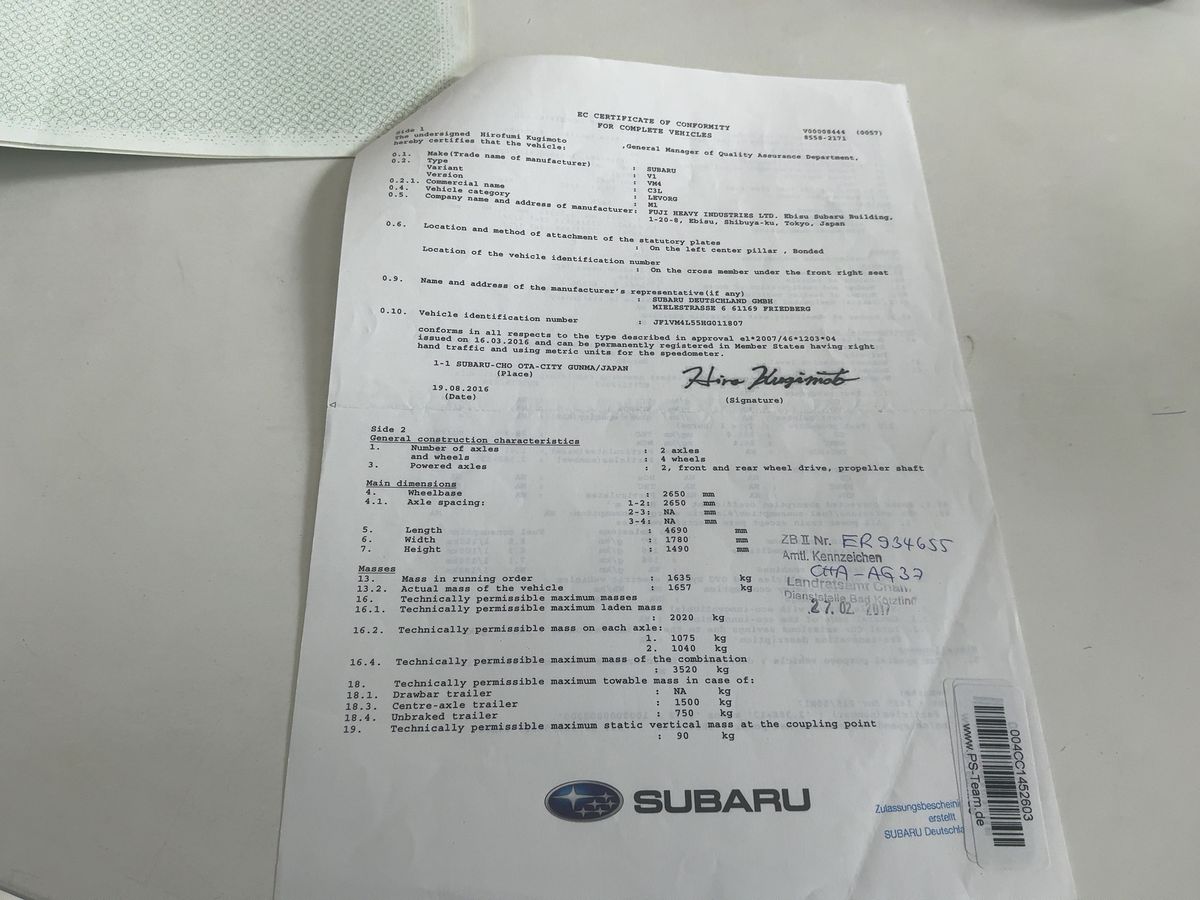 EC CERTIFICATE OF CONFORMITY
FOR COMPLETE VEHICLES
V00008444 (0057)
8558-2171
Side 1
The undersigned Hirofumi Kugimoto ,General Manager of Quality Assurance Department,
hereby certifies that the vehicle:
0.1. Make(Trade name of manufacturer) : SUBARU
0.2. Type : V1
Variant : VM4
Version : C3L
0.2.1. Commercial name : LEVORG
0.4. Vehicle category : M1
0.5. Company name and address of manufacturer: FUJI HEAVY INDUSTRIES LTD. Ebisu Subaru Building,
1-20-8, Ebisu, Shibuya-ku, Tokyo, Japan
0.6. Location and method of attachment of the statutory plates
: On the left center pillar , Bonded
Location of the vehicle identification number
: On the cross member under the front right seat
0.9. Name and address of the manufacturer's representative(if any)
: SUBARU DEUTSCHLAND GMBH
MIELESTRASSE 6 61169 FRIEDBERG
0.10. Vehicle identification number : JF1VM4L55HG011807
conforms in all respects to the type described in approval e1*2007/46*1203*04
issued on 16.03.2016 and can be permanently registered in Member States having right
hand traffic and using metric units for the speedometer.
1-1 SUBARU-CHO OTA-CITY GUNMA/JAPAN
(Place)
Hiro Kugimoto
19.08.2016
(Date)
(Signature)
Side 2
General construction characteristics
1. Number of axles : 2 axles
and wheels : 4 wheels
3. Powered axles : 2, front and rear wheel drive, propeller shaft
Main dimensions
4. Wheelbase : 2650 mm
4.1. Axle spacing: 1-2: 2650 mm
2-3: NA mm
3-4: NA mm
5. Length : 4690 mm
6. Width : 1780 mm
7. Height : 1490 mm
ZB II Nr. ER934655
Amtl. Kennzeichen
CHA-AG37
Landratsamt Cham
Dienststelle Bad Kötzting
27. 02. 2017
Masses
13. Mass in running order : 1635 kg
13.2. Actual mass of the vehicle : 1657 kg
16. Technically permissible maximum masses
16.1. Technically permissible maximum laden mass
: 2020 kg
16.2. Technically permissible mass on each axle:
1. 1075 kg
2. 1040 kg
16.4. Technically permissible maximum mass of the combination
: 3520 kg
18. Technically permissible maximum towable mass in case of:
18.1. Drawbar trailer : NA kg
18.3. Centre-axle trailer : 1500 kg
18.4. Unbraked trailer : 750 kg
19. Technically permissible maximum static vertical mass at the coupling point
: 90 kg
SUBARU
Zulassungsbescheini
erstellt
SUBARU Deutschla
004CC1452603
www.PS-Team.de